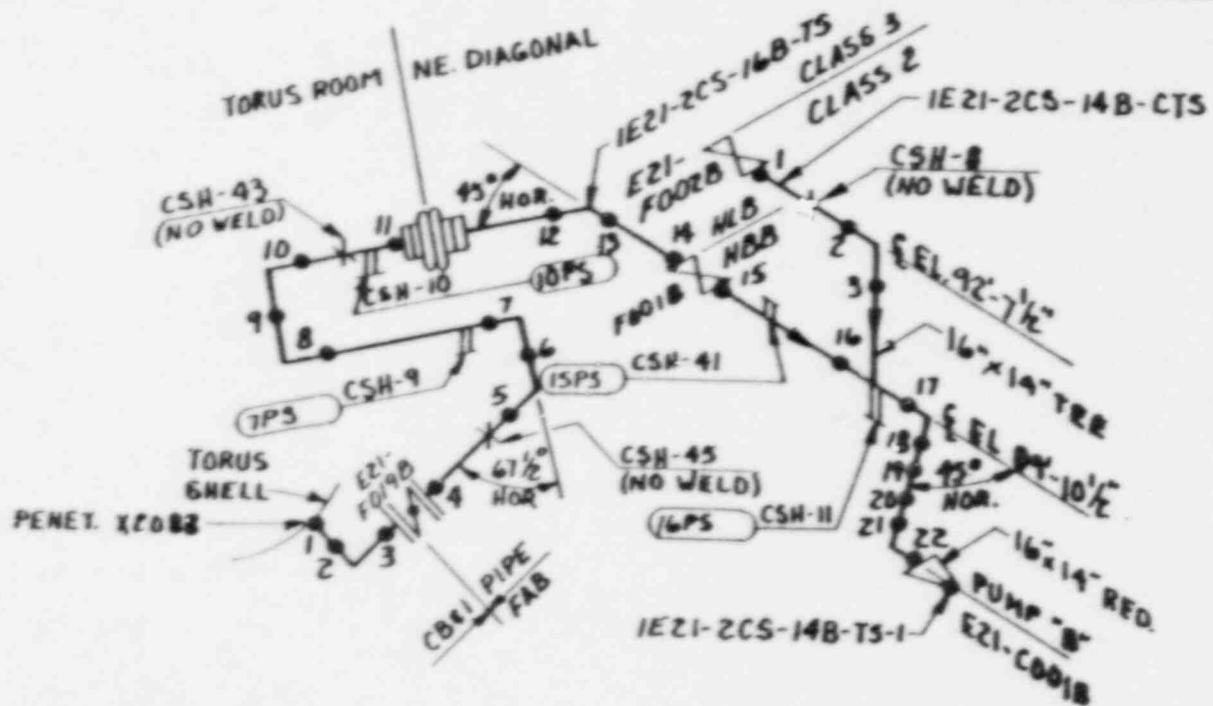 TORUS ROOM
NE. DIAGONAL
1E21-2CS-16B-TS
CLASS 3
CLASS 2
1E21-2CS-14B-CTS
CSH-8
(NO WELD)
CSH-43
(NO WELD)
45°
HOR.
E21-
F002B
1
2
3
HLB
HBB
10
11
12
13
14
15
F001B
CSH-10
10PS
℄ EL. 92'-7½"
9
8
7
6
16
17
16" x 14" TRR
CSH-9
7PS
15PS
CSH-41
5
67½°
HOR
CSH-45
(NO WELD)
℄ EL 84'-10½"
18
19
20
21
22
45°
HOR.
16PS
CSH-11
TORUS
SHELL
E21-
F019B
4
PENET.
1
2
3
CB&I
PIPE
FAB
16" x 14" RED.
1E21-2CS-14B-TS-1
PUMP "B"
E21-C001B